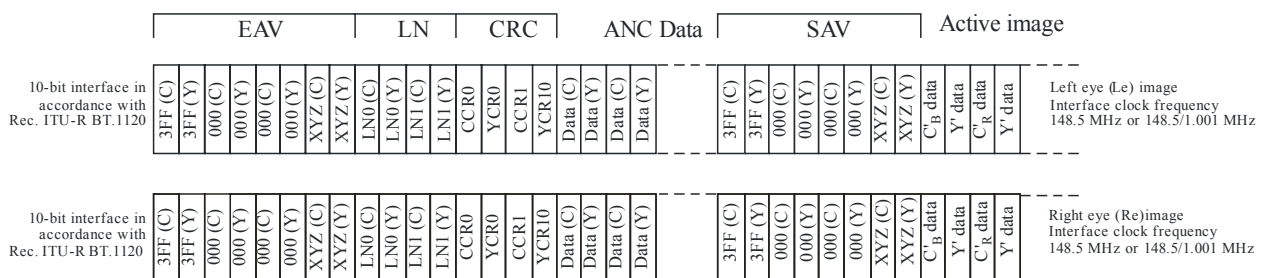 EAV LN CRC ANC Data SAV Active image
10-bit interface in
accordance with
Rec. ITU-R BT.1120
3FF (C)
3FF (Y)
000 (C)
000 (Y)
000 (C)
000 (Y)
XYZ (C)
XYZ (Y)
LN0 (C)
LN0 (Y)
LN1 (C)
LN1 (Y)
CCR0
YCR0
CCR1
YCR10
Data (C)
Data (Y)
Data (C)
Data (Y)
3FF (C)
3FF (Y)
000 (C)
000 (Y)
000 (C)
000 (Y)
XYZ (C)
XYZ (Y)
C'B data
Y' data
C'R data
Y' data
Left eye (Le) image
Interface clock frequency
148.5 MHz or 148.5/1.001 MHz
10-bit interface in
accordance with
Rec. ITU-R BT.1120
3FF (C)
3FF (Y)
000 (C)
000 (Y)
000 (C)
000 (Y)
XYZ (C)
XYZ (Y)
LN0 (C)
LN0 (Y)
LN1 (C)
LN1 (Y)
CCR0
YCR0
CCR1
YCR10
Data (C)
Data (Y)
Data (C)
Data (Y)
3FF (C)
3FF (Y)
000 (C)
000 (Y)
000 (C)
000 (Y)
XYZ (C)
XYZ (Y)
C'B data
Y' data
C'R data
Y' data
Right eye (Re)image
Interface clock frequency
148.5 MHz or 148.5/1.001 MHz